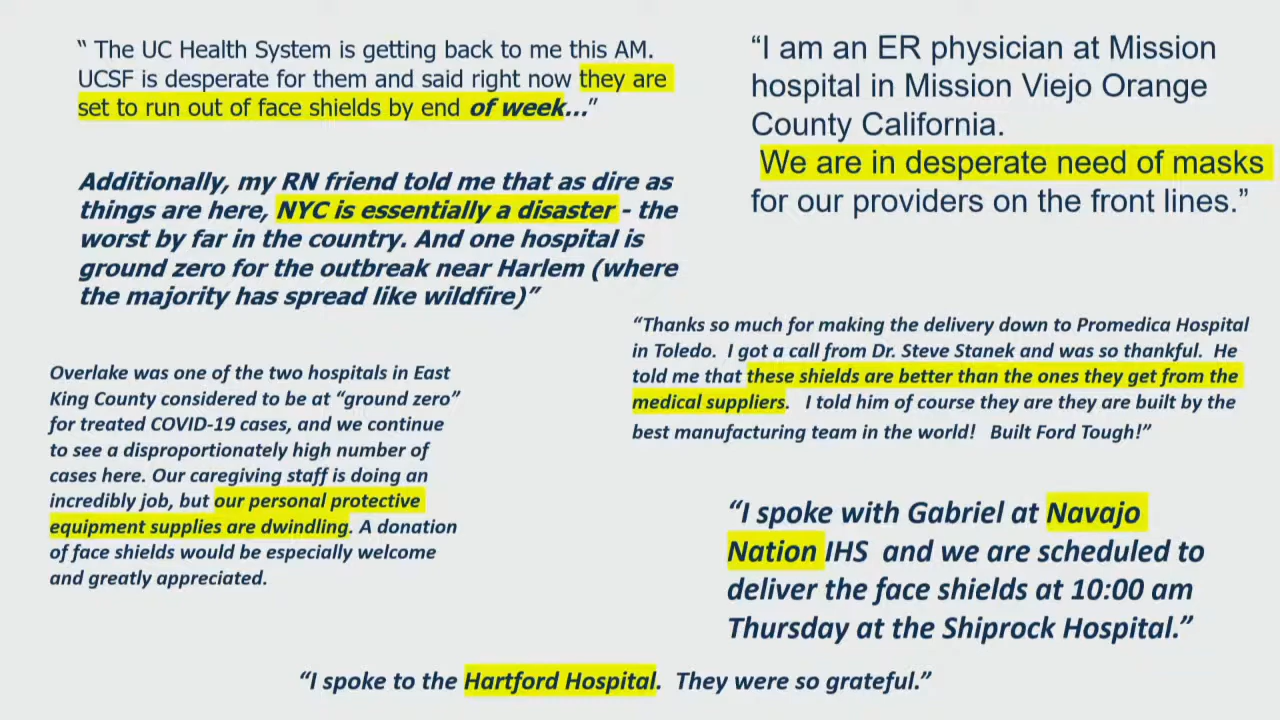 “ The UC Health System is getting back to me this AM.
UCSF is desperate for them and said right now they are
set to run out of face shields by end of week…”
Additionally, my RN friend told me that as dire as
things are here, NYC is essentially a disaster - the
worst by far in the country. And one hospital is
ground zero for the outbreak near Harlem (where
the majority has spread like wildfire)”
“I am an ER physician at Mission
hospital in Mission Viejo Orange
County California.
We are in desperate need of masks
for our providers on the front lines.”
“Thanks so much for making the delivery down to Promedica Hospital
in Toledo. I got a call from Dr. Steve Stanek and was so thankful. He
told me that these shields are better than the ones they get from the
medical suppliers. I told him of course they are they are built by the
best manufacturing team in the world! Built Ford Tough!”
Overlake was one of the two hospitals in East
King County considered to be at “ground zero”
for treated COVID-19 cases, and we continue
to see a disproportionately high number of
cases here. Our caregiving staff is doing an
incredibly job, but our personal protective
equipment supplies are dwindling. A donation
of face shields would be especially welcome
and greatly appreciated.
“I spoke with Gabriel at Navajo
Nation IHS and we are scheduled to
deliver the face shields at 10:00 am
Thursday at the Shiprock Hospital.”
“I spoke to the Hartford Hospital. They were so grateful.”